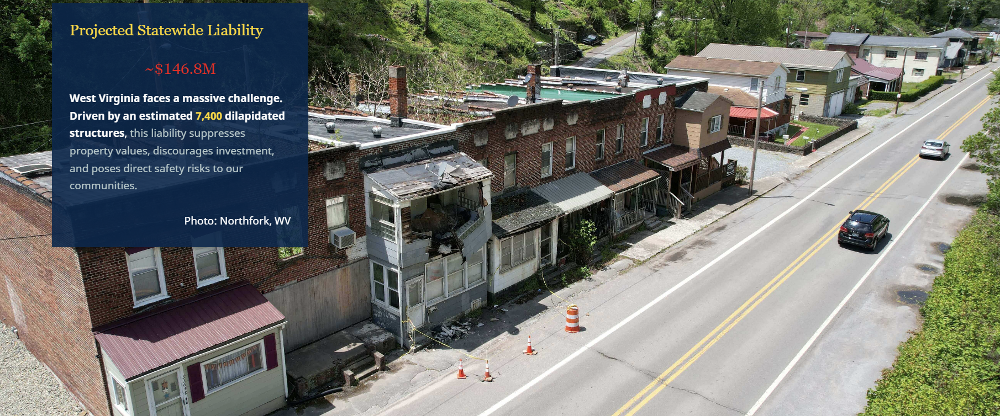 Projected Statewide Liability
~$146.8M
West Virginia faces a massive challenge.
Driven by an estimated 7,400 dilapidated
structures, this liability suppresses
property values, discourages investment,
and poses direct safety risks to our
communities.
Photo: Northfork, WV